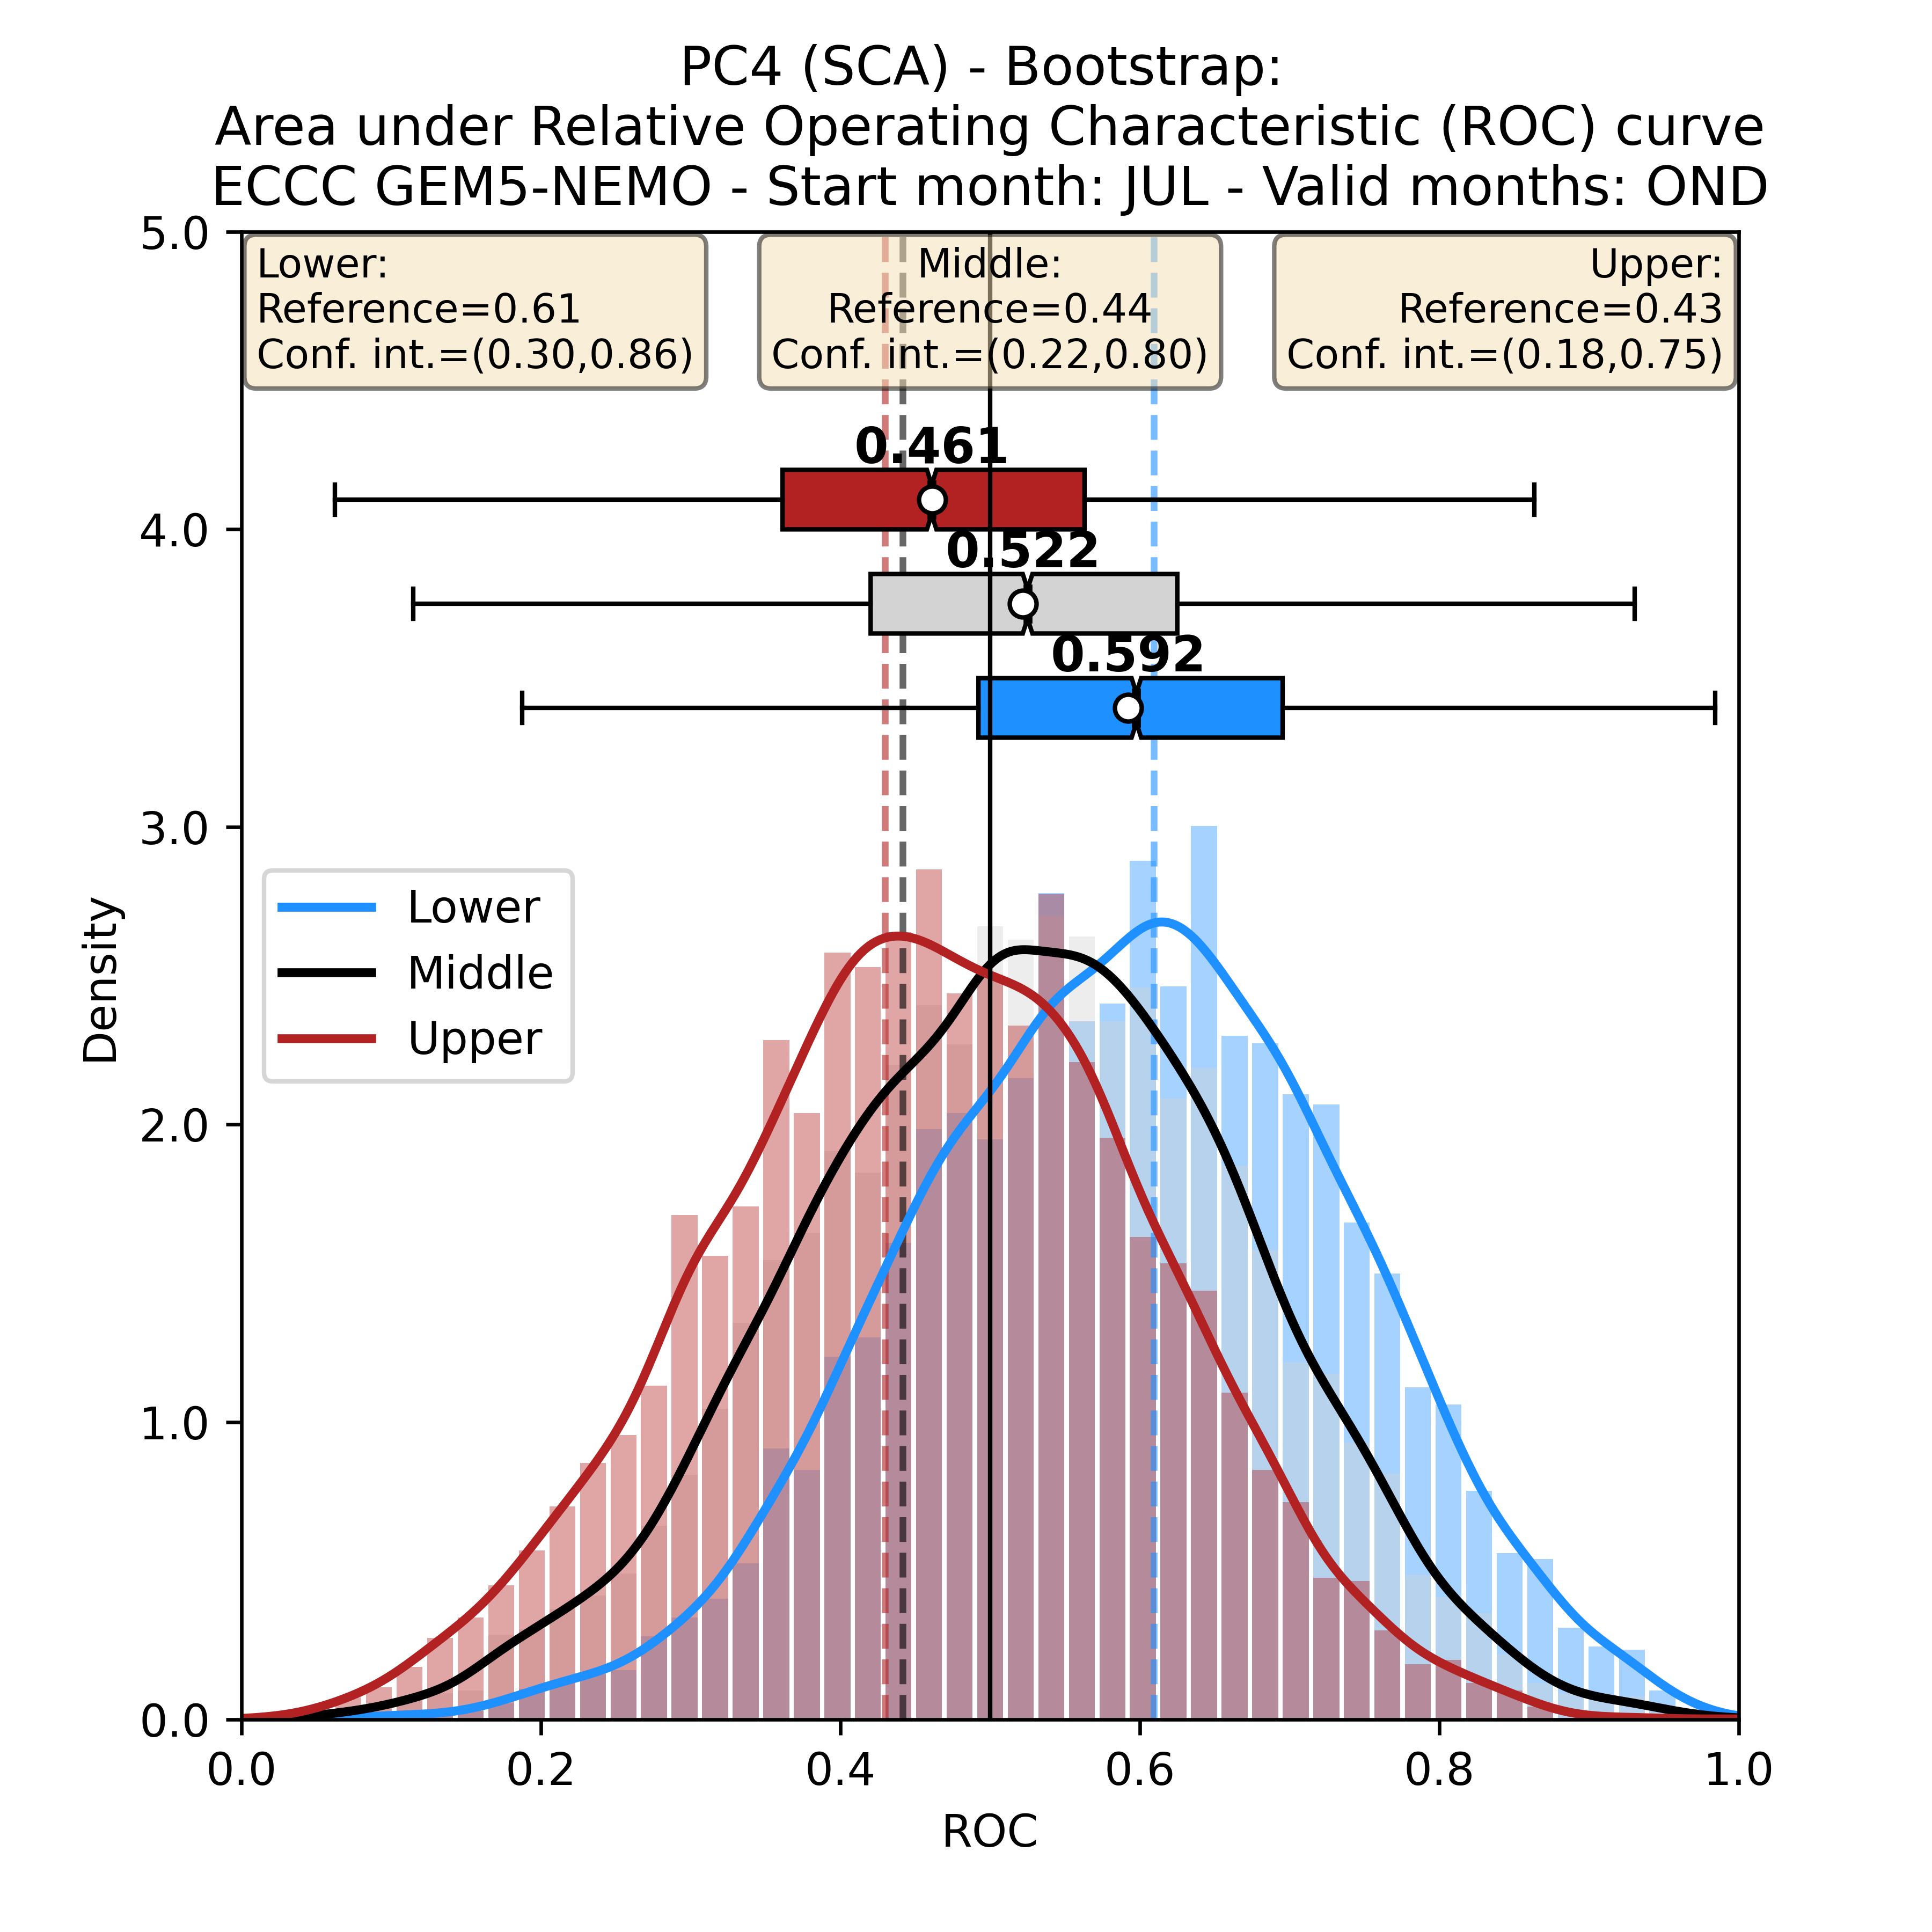 PC4 (SCA) - Bootstrap:
Area under Relative Operating Characteristic (ROC) curve
ECCC GEM5-NEMO - Start month: JUL - Valid months: OND
Lower:
Reference=0.61
Conf. int.=(0.30,0.86)
Middle:
Reference=0.44
Conf. int.=(0.22,0.80)
Upper:
Reference=0.43
Conf. int.=(0.18,0.75)
0.461
0.522
0.592
Lower
Middle
Upper
Density
5.0
4.0
3.0
2.0
1.0
0.0
0.0
0.2
0.4
0.6
0.8
1.0
ROC